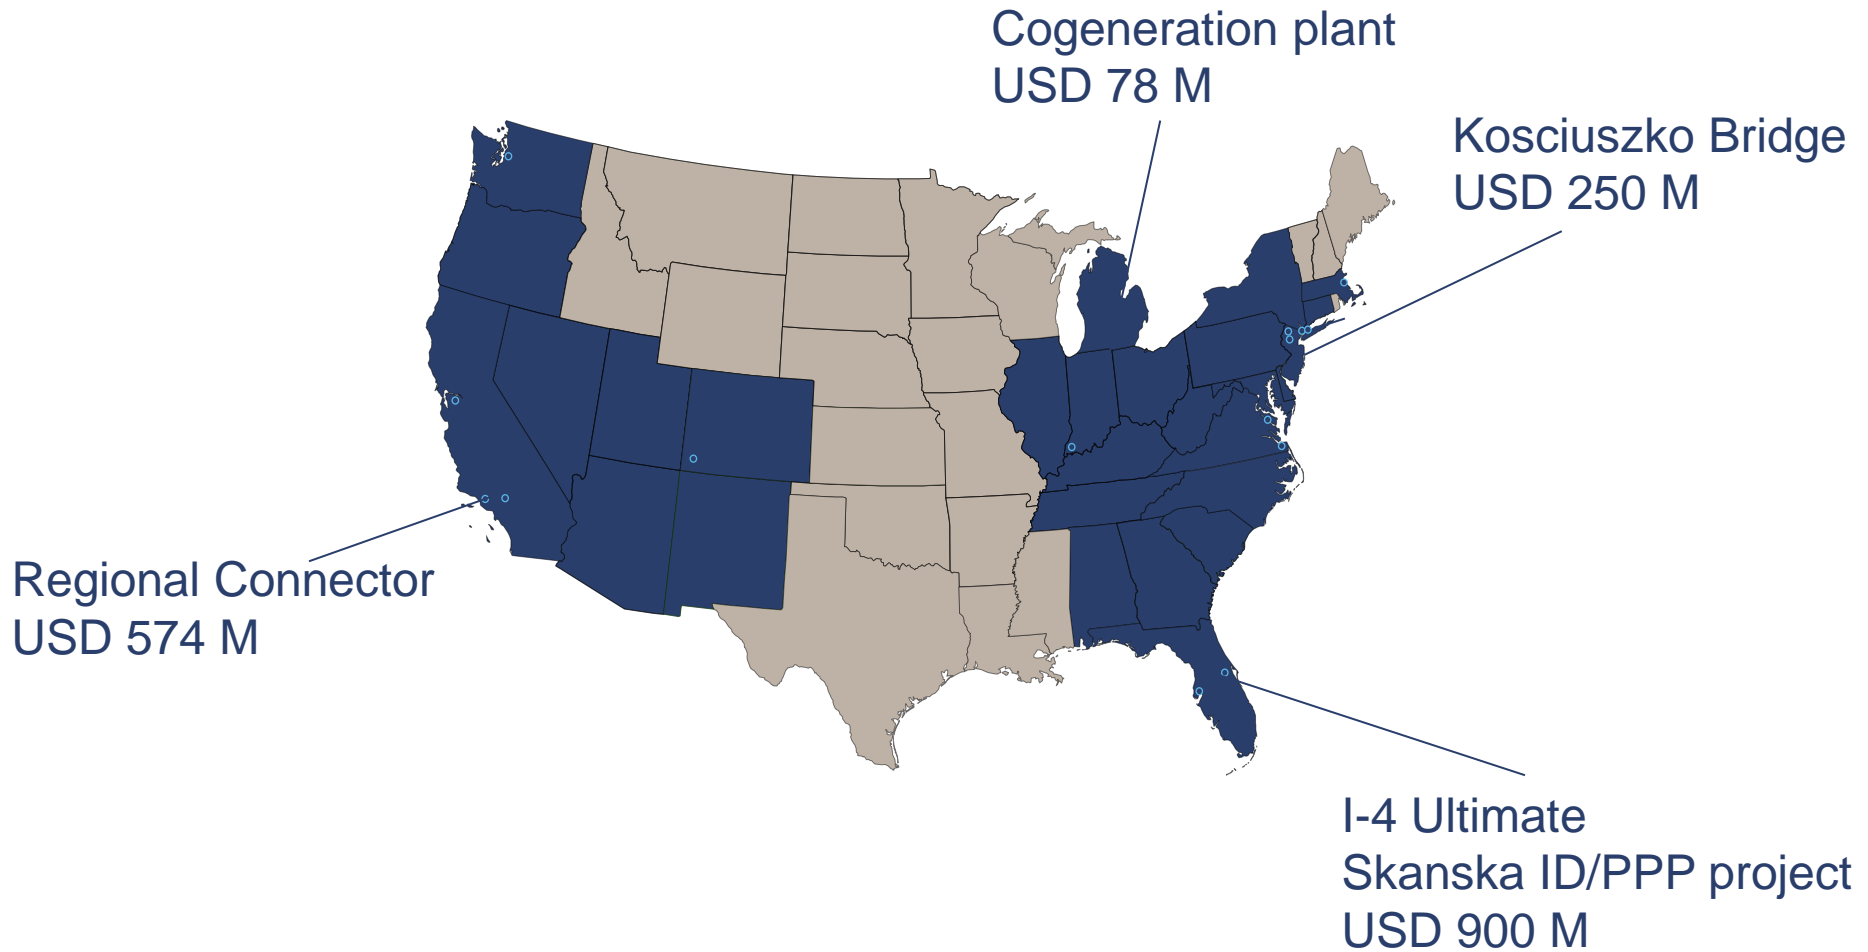 Cogeneration plant
USD 78 M
Kosciuszko Bridge
USD 250 M
Regional Connector
USD 574 M
I-4 Ultimate
Skanska ID/PPP project
USD 900 M